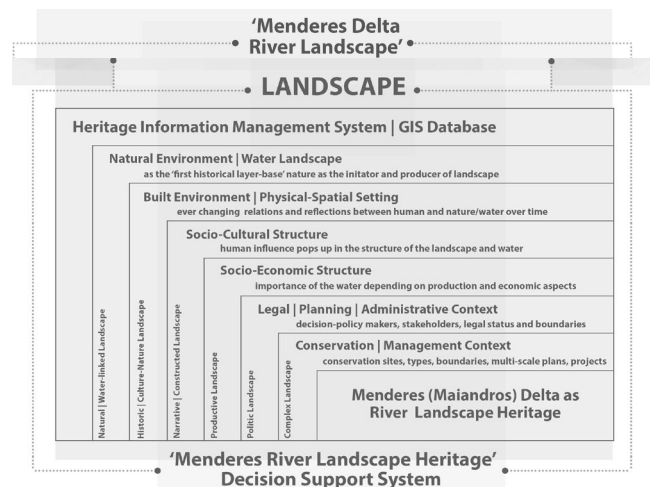 ‘Menderes Delta
River Landscape’
LANDSCAPE
Heritage Information Management System | GIS Database
Natural Environment | Water Landscape
as the ‘first historical layer-base’ nature as the initator and producer of landscape
Built Environment | Physical-Spatial Setting
ever changing relations and reflections between human and nature/water over time
Socio-Cultural Structure
human influence pops up in the structure of the landscape and water
Socio-Economic Structure
importance of the water depending on production and economic aspects
Legal | Planning | Administrative Context
decision-policy makers, stakeholders, legal status and boundaries
Conservation | Management Context
conservation sites, types, boundaries, multi-scale plans, projects
Natural | Water-linked Landscape
Historic | Culture-Nature Landscape
Narrative | Constructed Landscape
Productive Landscape
Politic Landscape
Complex Landscape
Menderes (Maiandros) Delta as
River Landscape Heritage
‘Menderes River Landscape Heritage’
Decision Support System